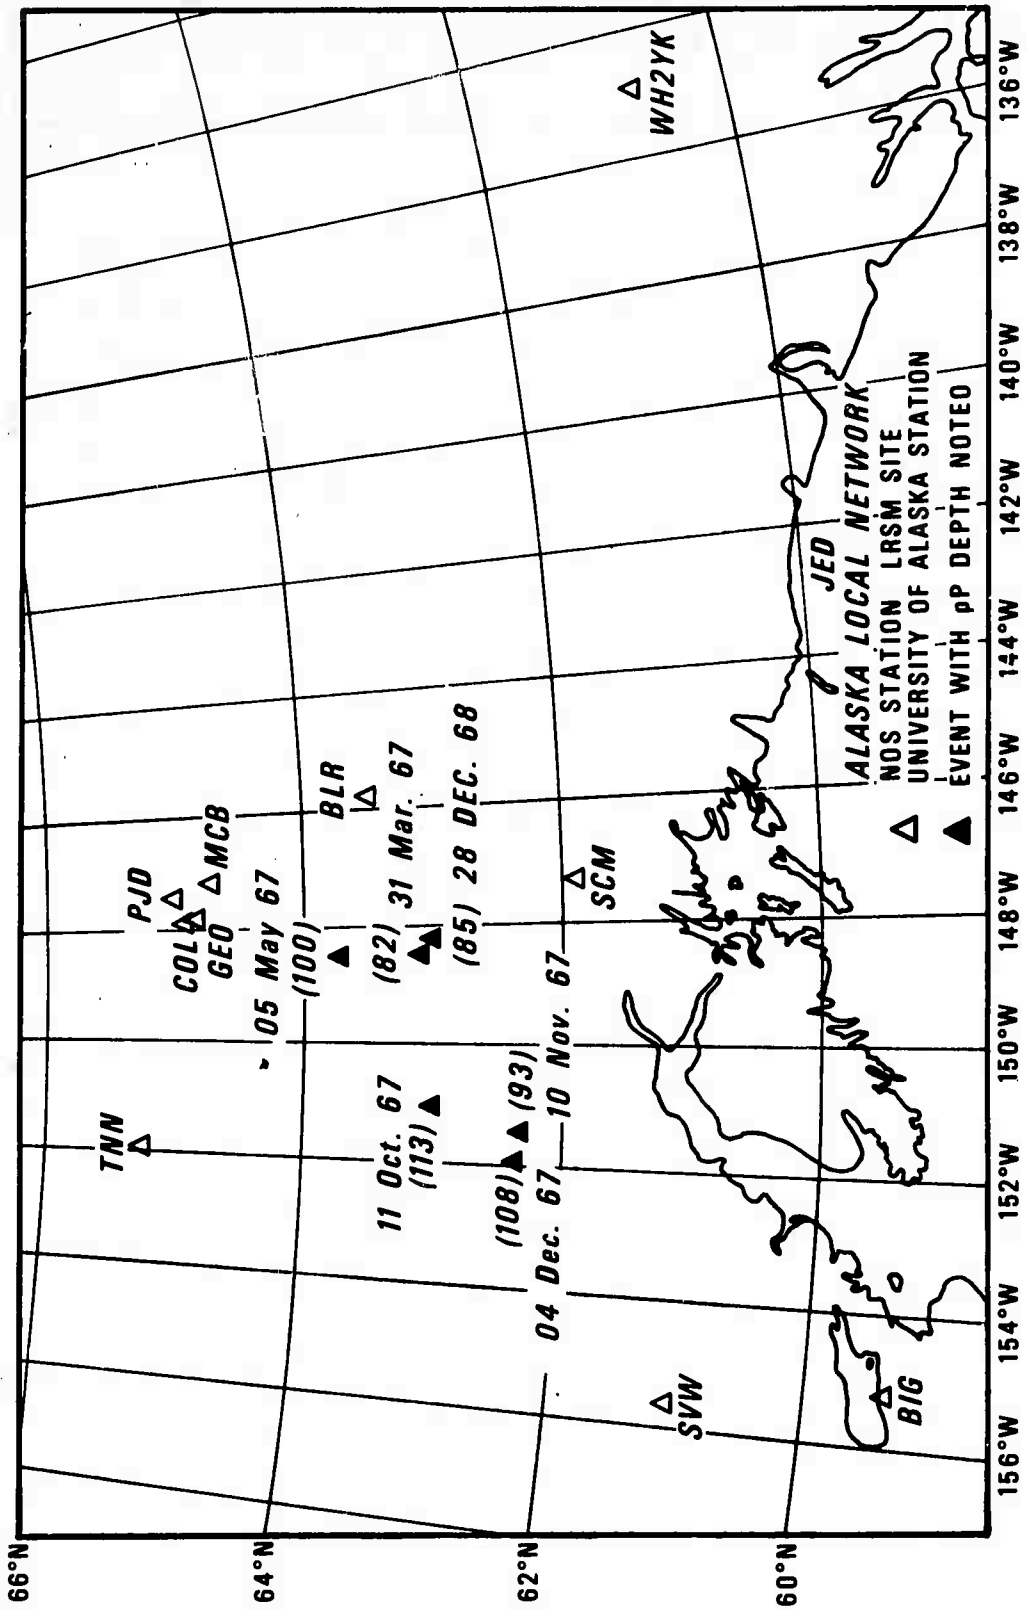 66°N
64°N
62°N
60°N
TNN
PJD
COL
GEO
MCB
BLR
WH2YK
05 May 67
(100)
(82) 31 Mar. 67
(85) 28 DEC. 68
11 Oct. 67
(113)
(108)
(93)
04 Dec. 67
10 Nov. 67
SCM
SVW
BIG
JED
ALASKA LOCAL NETWORK
NOS STATION LRSM SITE
UNIVERSITY OF ALASKA STATION
EVENT WITH pP DEPTH NOTEO
156°W
154°W
152°W
150°W
148°W
146°W
144°W
142°W
140°W
138°W
136°W